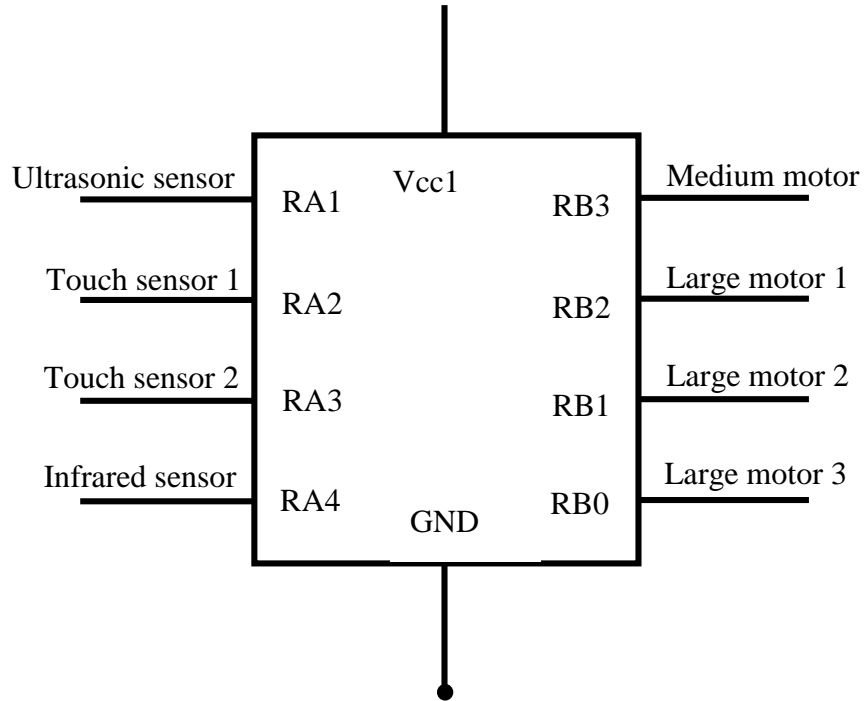 Ultrasonic sensor
Touch sensor 1
Touch sensor 2
Infrared sensor
RA1
RA2
RA3
RA4
Vcc1
GND
RB3
RB2
RB1
RB0
Medium motor
Large motor 1
Large motor 2
Large motor 3